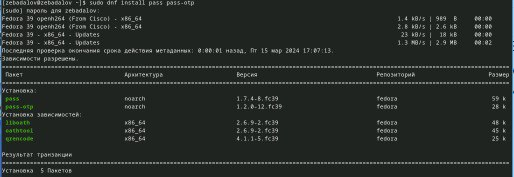 [zebadalov@zebadalov ~]$ sudo dnf install pass pass-otp
[sudo] пароль для zebadalov:
Fedora 39 openh264 (From Cisco) - x86_64 1.4 kB/s | 989 B 00:00
Fedora 39 openh264 (From Cisco) - x86_64 2.8 kB/s | 2.6 kB 00:00
Fedora 39 - x86_64 - Updates 23 kB/s | 18 kB 00:00
Fedora 39 - x86_64 - Updates 1.3 MB/s | 2.9 MB 00:02
Последняя проверка окончания срока действия метаданных: 0:00:01 назад, Пт 15 мар 2024 17:07:13.
Зависимости разрешены.
Пакет Архитектура Версия Репозиторий Размер
Установка:
pass noarch 1.7.4-8.fc39 fedora 59 k
pass-otp noarch 1.2.0-12.fc39 fedora 28 k
Установка зависимостей:
liboath x86_64 2.6.9-2.fc39 fedora 48 k
oathtool x86_64 2.6.9-2.fc39 fedora 45 k
qrencode x86_64 4.1.1-5.fc39 fedora 25 k
Результат транзакции
Установка 5 Пакетов